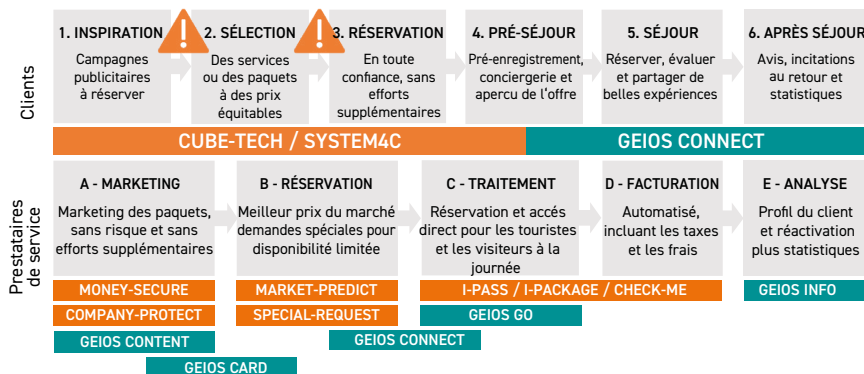 1. INSPIRATION
Campagnes
publicitaires
à réserver
2. SÉLECTION
Des services
ou des paquets
à des prix
équitables
3. RÉSERVATION
En toute
confiance, sans
efforts
supplémentaires
4. PRÉ-SÉJOUR
Pré-enregistrement,
conciergerie et
apercu de l'offre
5. SÉJOUR
Réserver, évaluer
et partager de
belles expériences
6. APRÈS SÉJOUR
Avis, incitations
au retour et
statistiques
Clients
CUBE-TECH / SYSTEM4C
GEIOS CONNECT
A - MARKETING
Marketing des paquets,
sans risque et sans
efforts supplémentaires
B - RÉSERVATION
Meilleur prix du marché
demandes spéciales pour
disponibilité limitée
C - TRAITEMENT
Réservation et accés
direct pour les touristes
et les visiteurs à la
journée
D - FACTURATION
Automatisé,
incluant les taxes
et les frais
E - ANALYSE
Profil du client
et réactivation
plus statistiques
Prestataires
de service
MONEY-SECURE
MARKET-PREDICT
I-PASS / I-PACKAGE / CHECK-ME
GEIOS INFO
COMPANY-PROTECT
SPECIAL-REQUEST
GEIOS GO
GEIOS CONTENT
GEIOS CONNECT
GEIOS CARD